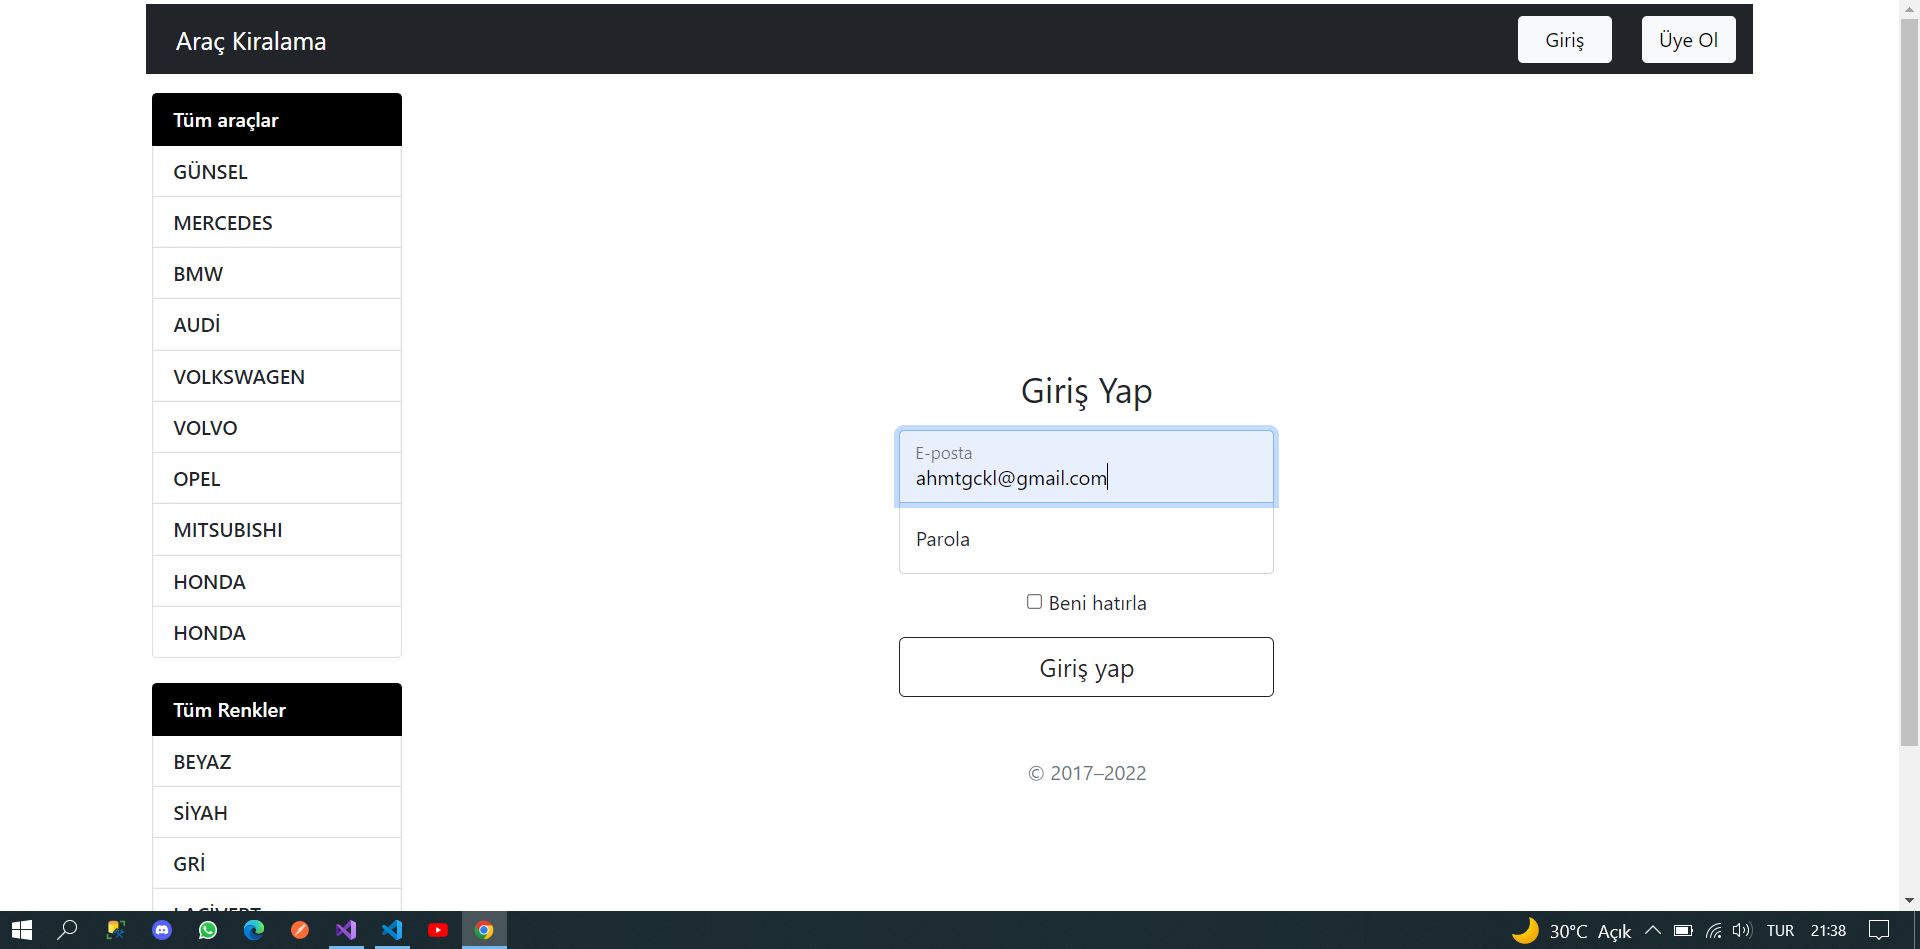 Araç Kiralama
Giriş
Üye Ol
Tüm araçlar
GÜNSEL
MERCEDES
BMW
AUDİ
VOLKSWAGEN
VOLVO
OPEL
MITSUBISHI
HONDA
HONDA
Tüm Renkler
BEYAZ
SİYAH
GRİ
LACİVERT
Giriş Yap
E-posta
ahmtgckl@gmail.com
Parola
Beni hatırla
Giriş yap
© 2017–2022
30°C Açık
TUR
21:38